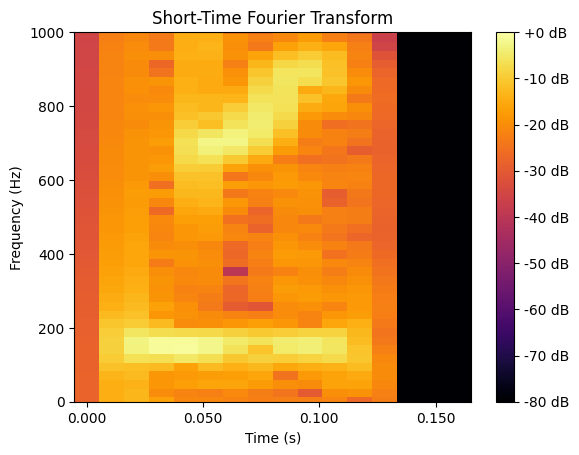 Short-Time Fourier Transform
Frequency (Hz)
1000
800
600
400
200
0
0.000
0.050
0.100
0.150
Time (s)
+0 dB
-10 dB
-20 dB
-30 dB
-40 dB
-50 dB
-60 dB
-70 dB
-80 dB